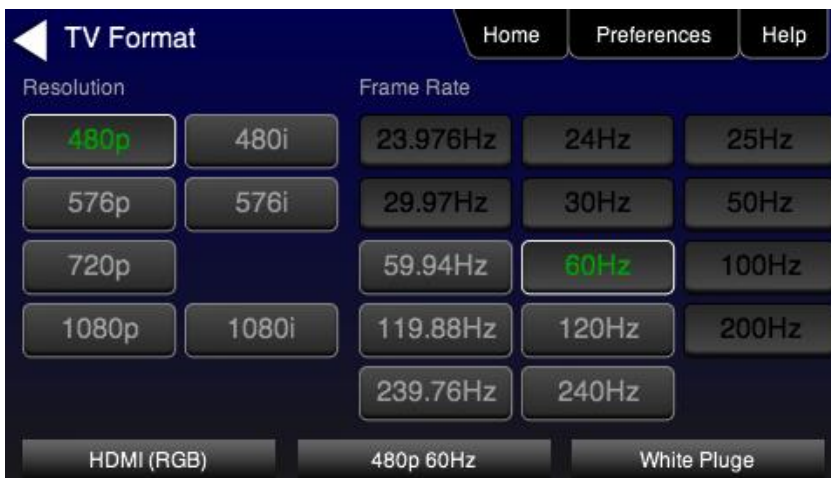 TV Format
Home
Preferences
Help
Resolution
Frame Rate
480p
480i
23.976Hz
24Hz
25Hz
576p
576i
29.97Hz
30Hz
50Hz
720p
59.94Hz
60Hz
100Hz
1080p
1080i
119.88Hz
120Hz
200Hz
239.76Hz
240Hz
HDMI (RGB)
480p 60Hz
White Pluge